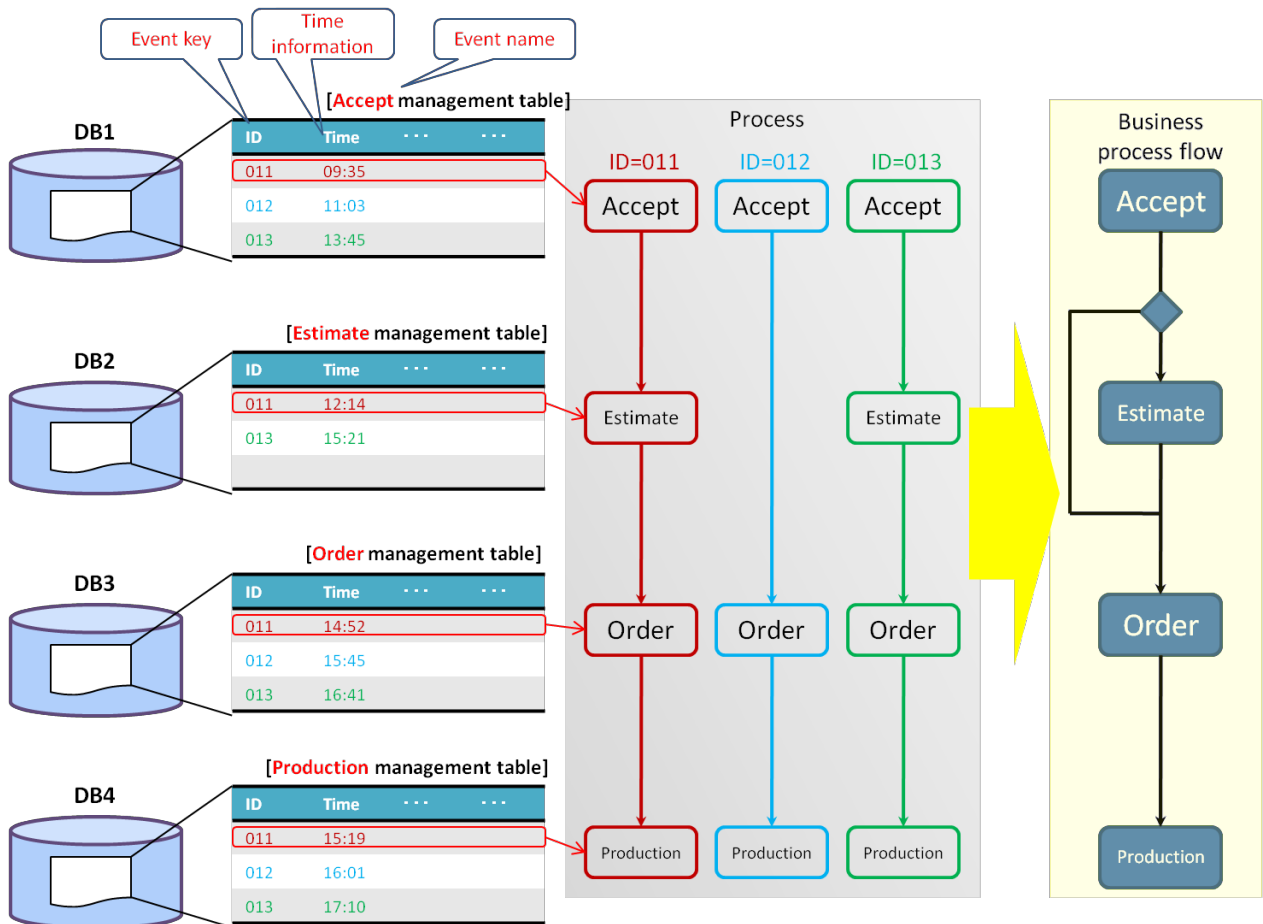 Event key
Time
information
Event name
[Accept management table]
DB1
ID Time ... ...
011 09:35
012 11:03
013 13:45
[Estimate management table]
DB2
ID Time ... ...
011 12:14
013 15:21
[Order management table]
DB3
ID Time ... ...
011 14:52
012 15:45
013 16:41
[Production management table]
DB4
ID Time ... ...
011 15:19
012 16:01
013 17:10
Process
ID=011 ID=012 ID=013
Accept Accept Accept
Estimate Estimate
Order Order Order
Production Production Production
Business
process flow
Accept
Estimate
Order
Production